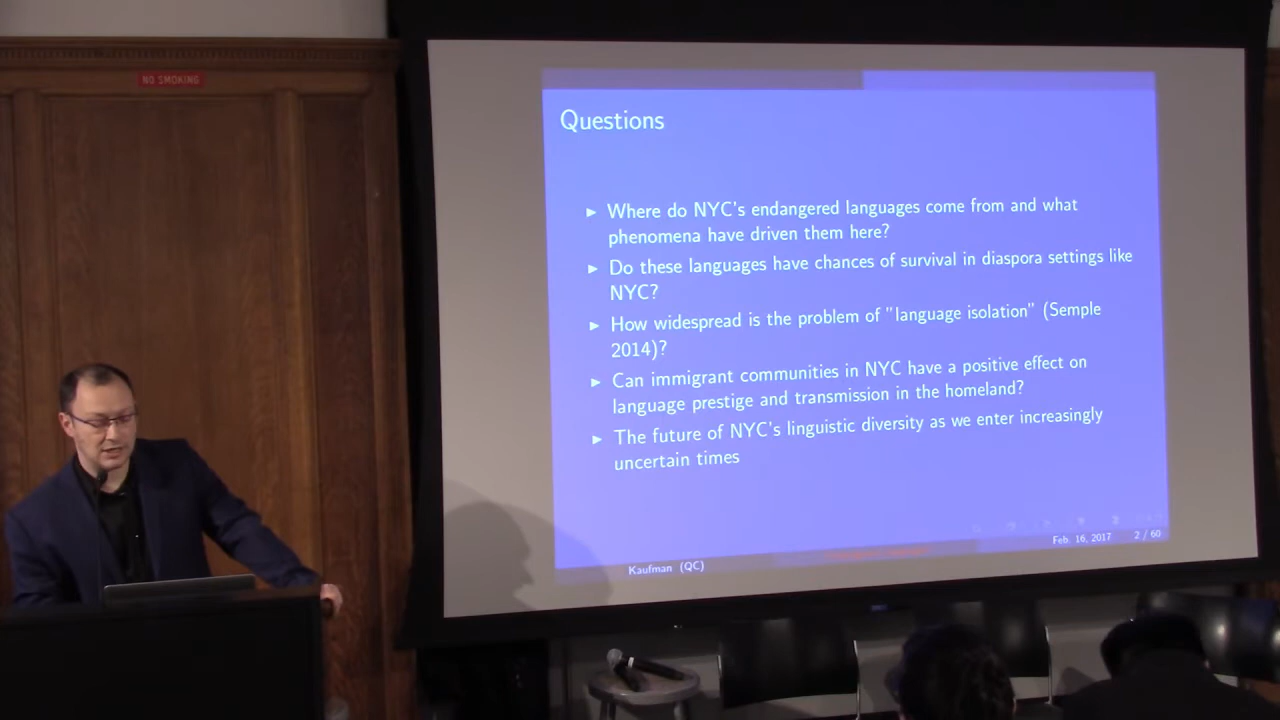 NO SMOKING
Questions
► Where do NYC's endangered languages come from and what
phenomena have driven them here?
► Do these languages have chances of survival in diaspora settings like
NYC?
► How widespread is the problem of "language isolation" (Semple
2014)?
► Can immigrant communities in NYC have a positive effect on
language prestige and transmission in the homeland?
► The future of NYC's linguistic diversity as we enter increasingly
uncertain times
Feb. 16, 2017 2 / 60
Kaufman (QC)